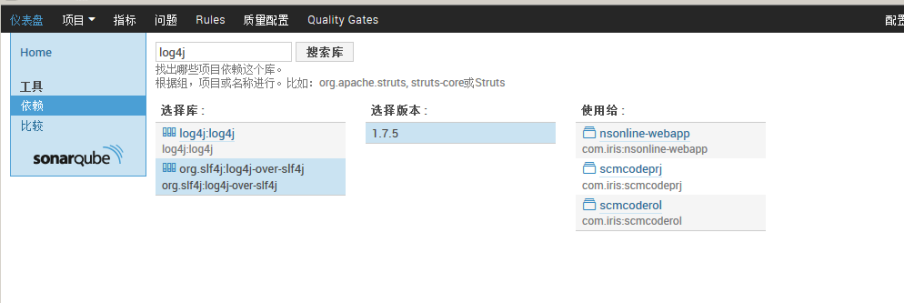 仪表盘 项目 指标 问题 Rules 质量配置 Quality Gates 配置
Home
工具
依赖
比较
sonarqube
log4j 搜索库
找出哪些项目依赖这个库。
根据组，项目或名称进行。比如：org.apache.struts, struts-core或Struts
选择库：
log4j:log4j
log4j:log4j
org.slf4j:log4j-over-slf4j
org.slf4j:log4j-over-slf4j
选择版本：
1.7.5
使用给：
nsonline-webapp
com.iris:nsonline-webapp
scmcodeprj
com.iris:scmcodeprj
scmcoderol
com.iris:scmcoderol